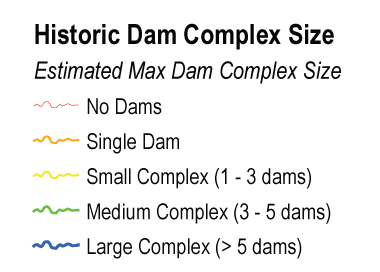 Historic Dam Complex Size
Estimated Max Dam Complex Size
No Dams
Single Dam
Small Complex (1 - 3 dams)
Medium Complex (3 - 5 dams)
Large Complex (> 5 dams)